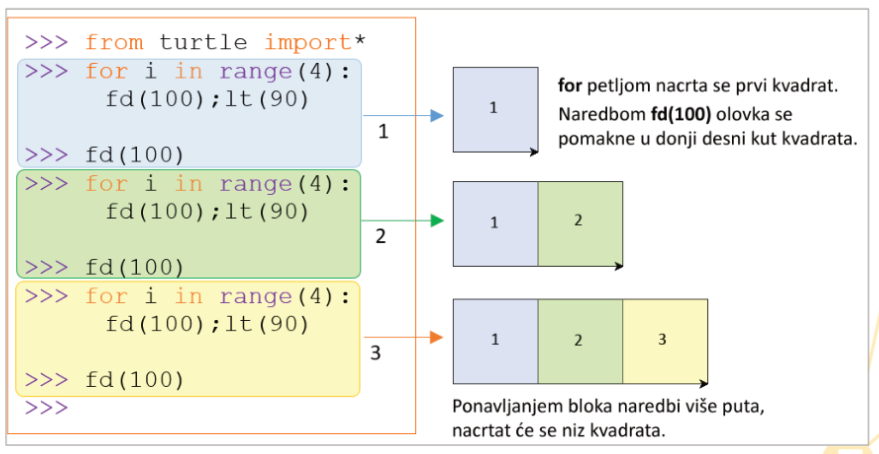 >>> from turtle import*
>>> for i in range(4):
fd(100);lt(90)
>>> fd(100)
1
1
for petljom nacrta se prvi kvadrat.
Naredbom fd(100) olovka se
pomakne u donji desni kut kvadrata.
>>> for i in range(4):
fd(100);lt(90)
>>> fd(100)
2
1 2
>>> for i in range(4):
fd(100);lt(90)
>>> fd(100)
>>>
3
1 2 3
Ponavljanjem bloka naredbi više puta,
nacrtat će se niz kvadrata.